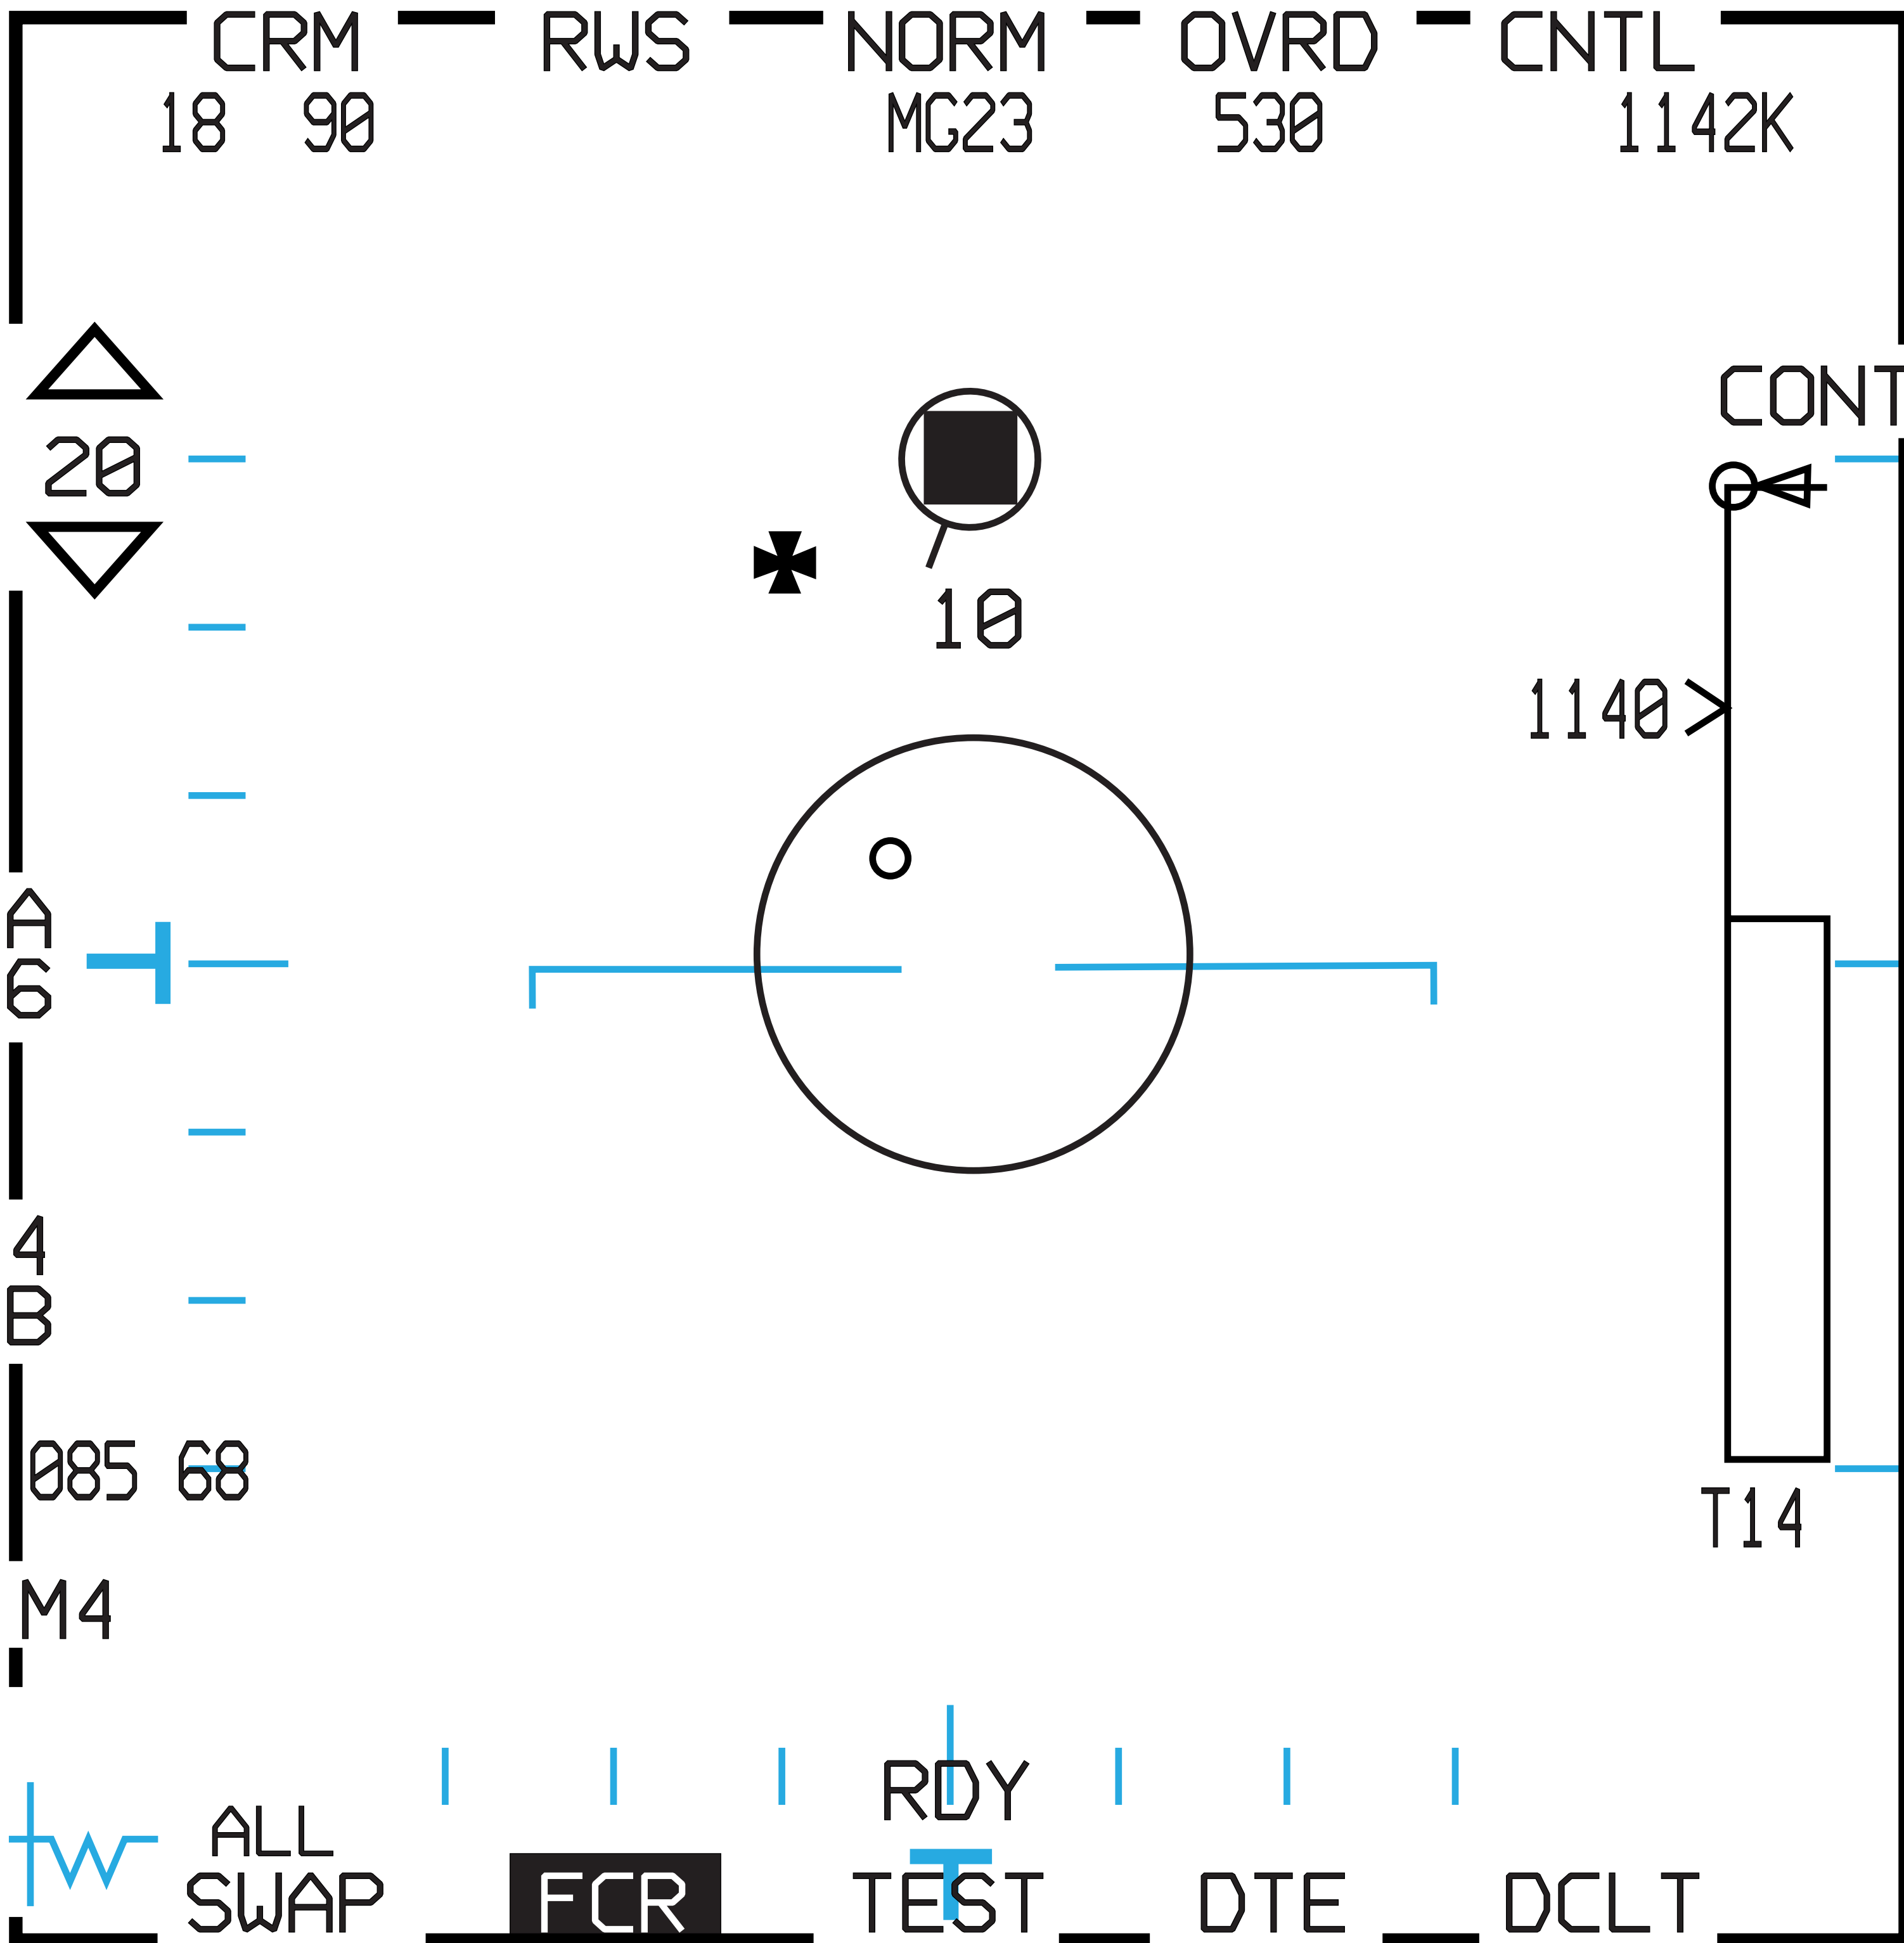 CRM RWS NORM OVRD CNTL
18 90 MG23 530 1142K
CONT
20
10
1140
A
6
4
B
085 68
T14
M4
RDY
ALL
SWAP FCR TEST DTE DCLT